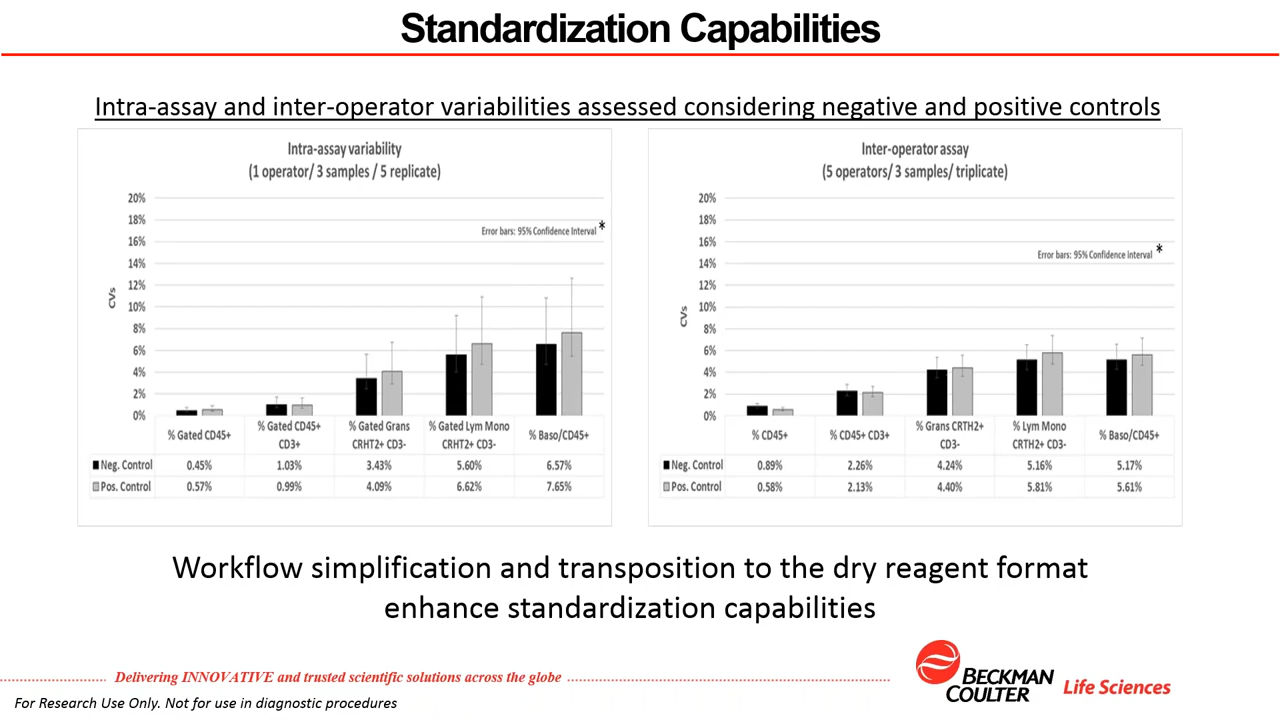 Standardization Capabilities
Intra-assay and inter-operator variabilities assessed considering negative and positive controls
Intra-assay variability
(1 operator/ 3 samples / 5 replicate)
20%
18%
Error bars: 95% Confidence Interval *
16%
14%
12%
CVs
10%
8%
6%
4%
2%
0%
% Gated CD45+
% Gated CD45+ CD3+
% Gated Grans CRHT2+ CD3-
% Gated Lym Mono CRHT2+ CD3-
% Baso/CD45+
Neg. Control 0.45% 1.03% 3.43% 5.60% 6.57%
Pos. Control 0.57% 0.99% 4.09% 6.62% 7.65%
Inter-operator assay
(5 operators/ 3 samples/ triplicate)
20%
18%
16%
Error bars: 95% Confidence Interval *
14%
12%
10%
CVs
8%
6%
4%
2%
0%
% CD45+
% CD45+ CD3+
% Grans CRTH2+ CD3-
% Lym Mono CRTH2+ CD3-
% Baso/CD45+
Neg. Control 0.89% 2.26% 4.24% 5.16% 5.17%
Pos. Control 0.58% 2.13% 4.40% 5.81% 5.61%
Workflow simplification and transposition to the dry reagent format
enhance standardization capabilities
Delivering INNOVATIVE and trusted scientific solutions across the globe
BECKMAN
COULTER Life Sciences
For Research Use Only. Not for use in diagnostic procedures